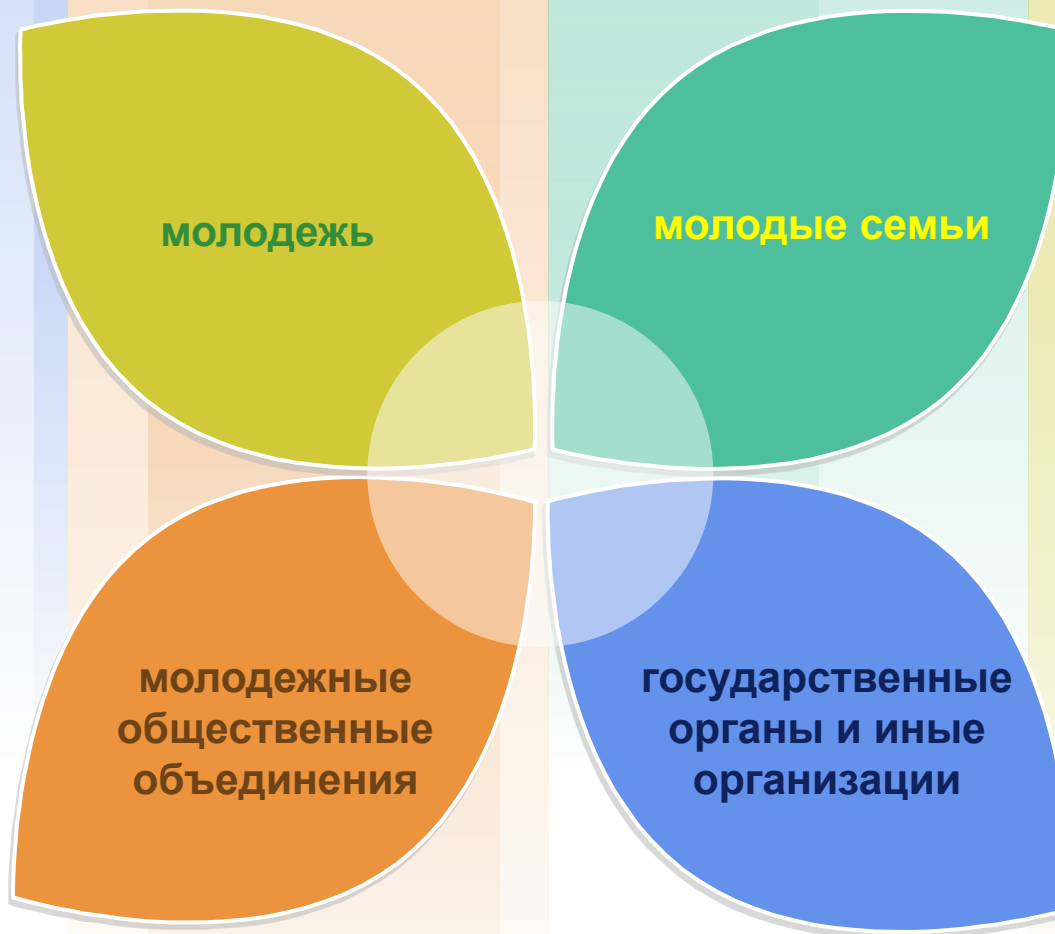 молодежь
молодые семьи
молодежные
общественные
объединения
государственные
органы и иные
организации